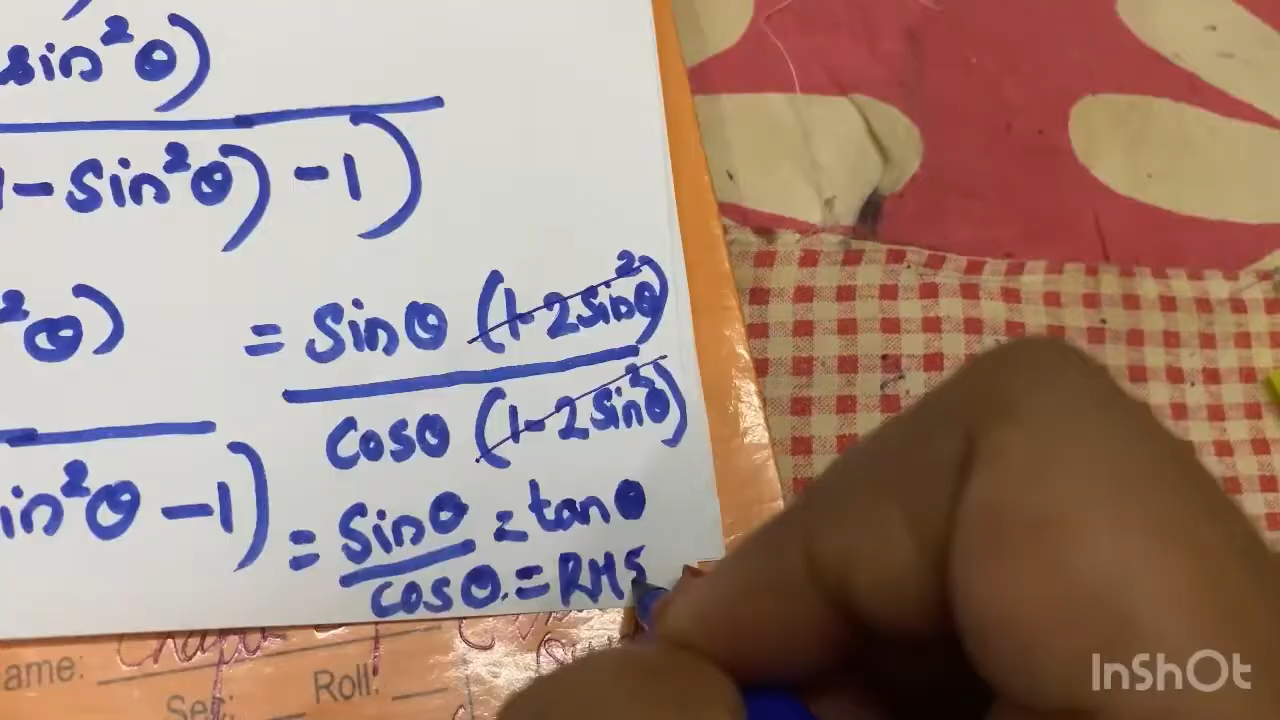 sin²θ)
1 - Sin²θ) - 1)
²θ)
= Sinθ (1-2Sin²θ)
Cosθ (1-2Sin²θ)
in²θ - 1)
= Sinθ = tanθ
Cosθ. = RHS
ame:
Sec:
Roll:
InShOt